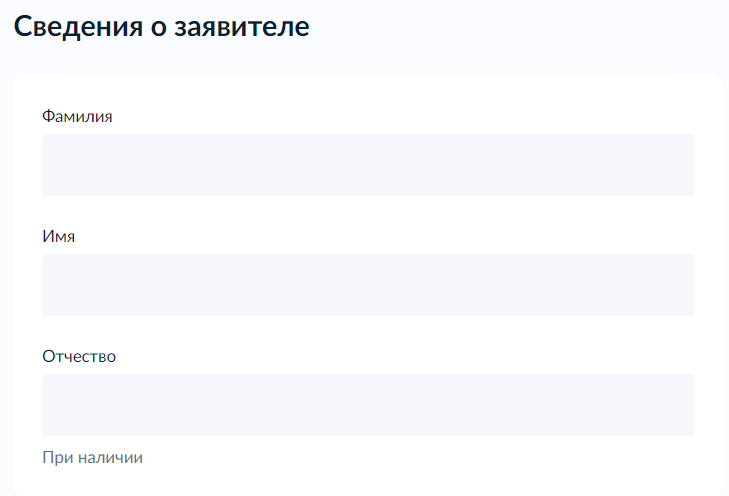 Сведения о заявителе
Фамилия
Имя
Отчество
При наличии